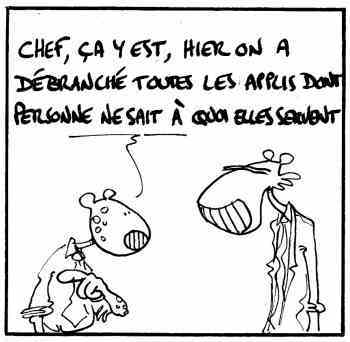 CHEF, ÇA Y EST, HIER ON A
DÉBRANCHÉ TOUTES LES APPLIS DONT
PERSONNE NE SAIT À QUOI ELLES SERVENT